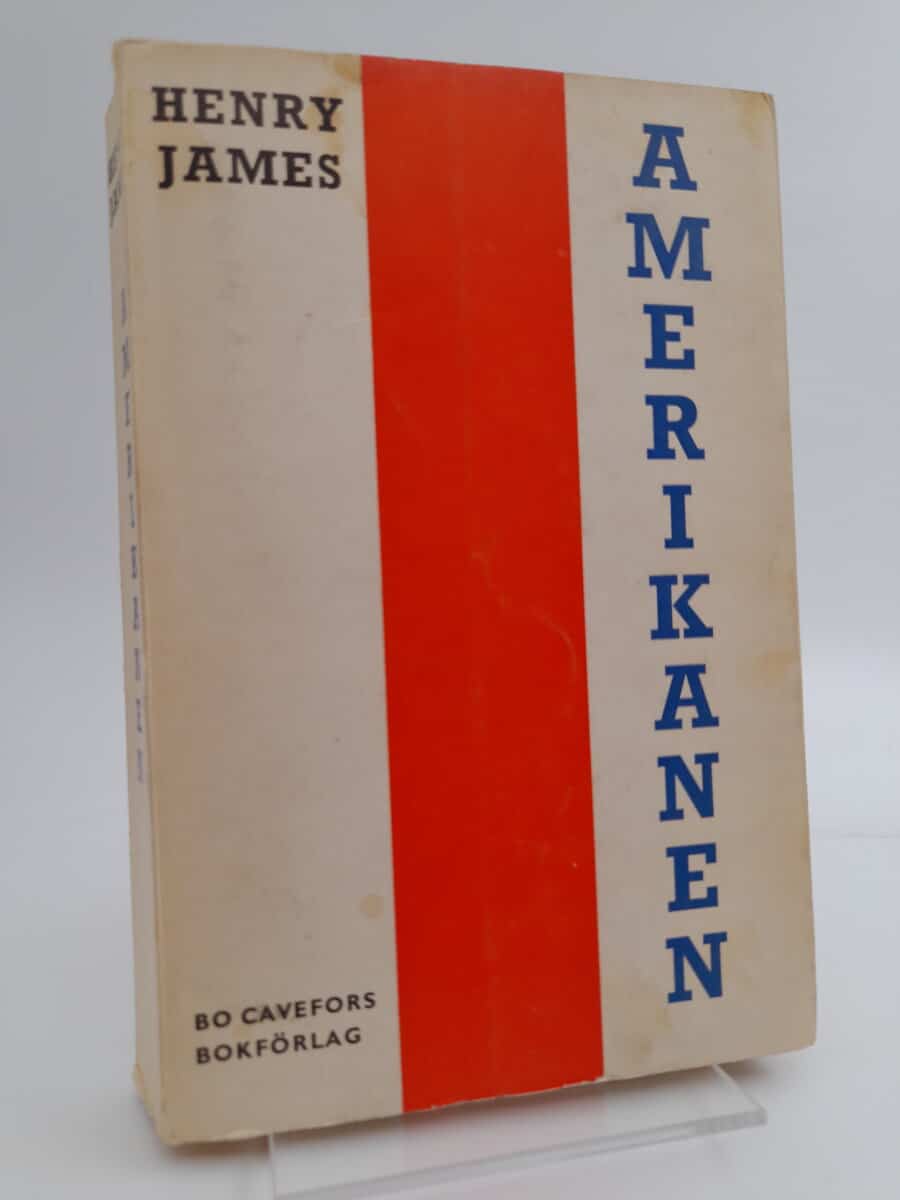 HENRY
JAMES
AMERIKANEN
BO CAVEFORS
BOKFÖRLAG